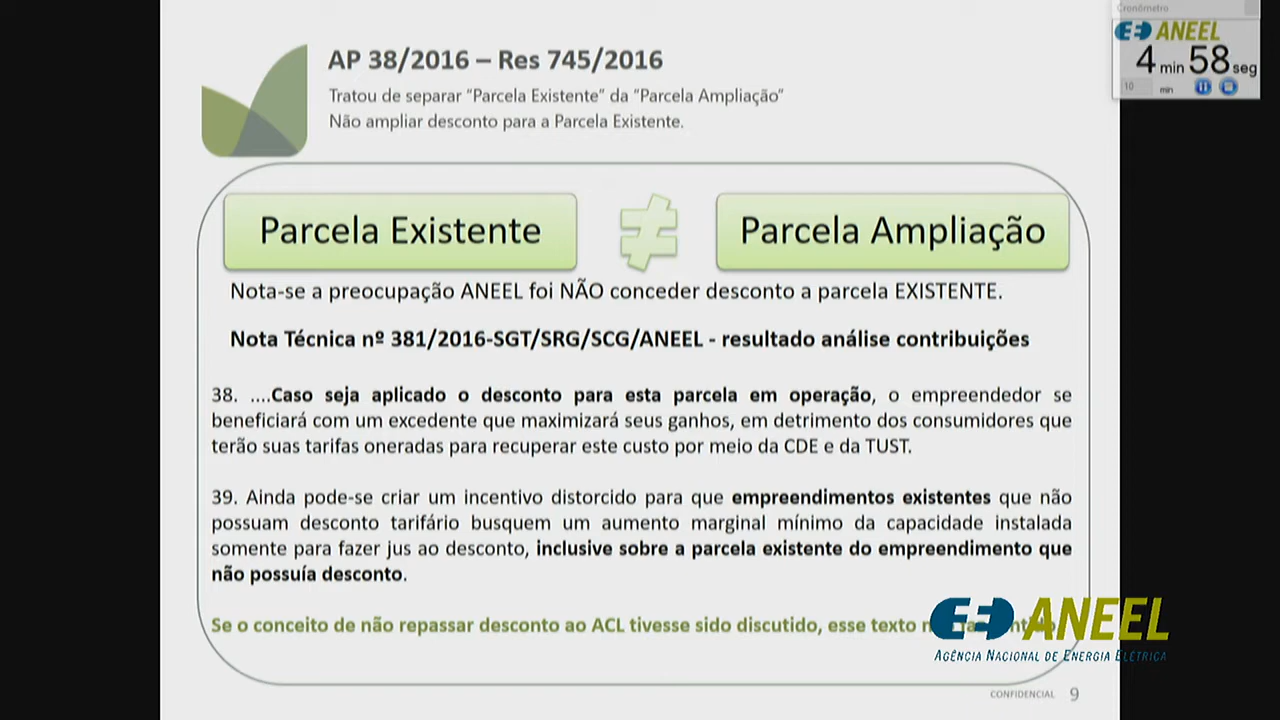 Cronômetro
ANEEL
4 min 58 seg
10 min
AP 38/2016 – Res 745/2016
Tratou de separar “Parcela Existente” da “Parcela Ampliação”
Não ampliar desconto para a Parcela Existente.
Parcela Existente ≠ Parcela Ampliação
Nota-se a preocupação ANEEL foi NÃO conceder desconto a parcela EXISTENTE.
Nota Técnica nº 381/2016-SGT/SRG/SCG/ANEEL - resultado análise contribuições
38. ....Caso seja aplicado o desconto para esta parcela em operação, o empreendedor se
beneficiará com um excedente que maximizará seus ganhos, em detrimento dos consumidores que
terão suas tarifas oneradas para recuperar este custo por meio da CDE e da TUST.
39. Ainda pode-se criar um incentivo distorcido para que empreendimentos existentes que não
possuam desconto tarifário busquem um aumento marginal mínimo da capacidade instalada
somente para fazer jus ao desconto, inclusive sobre a parcela existente do empreendimento que
não possuía desconto.
Se o conceito de não repassar desconto ao ACL tivesse sido discutido, esse texto
ANEEL
AGÊNCIA NACIONAL DE ENERGIA ELÉTRICA
CONFIDENCIAL 9